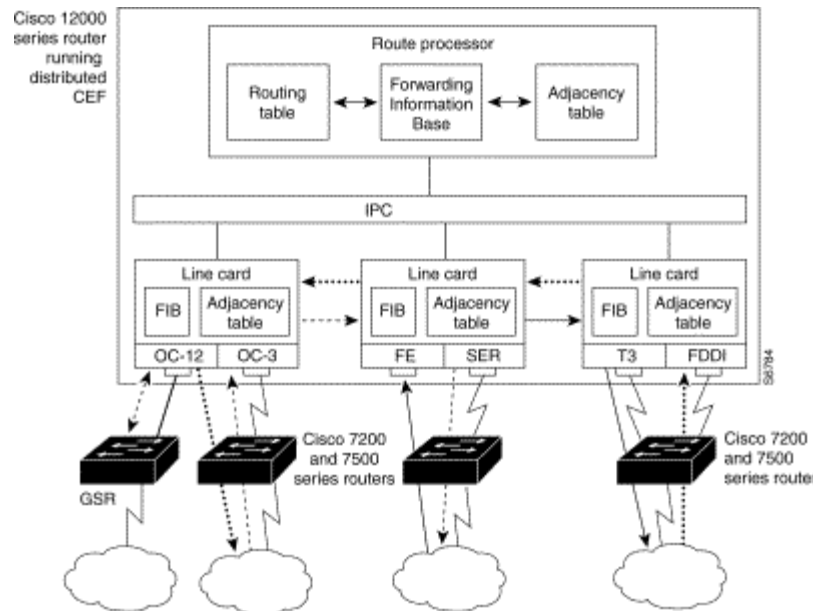 Cisco 12000
series router
running
distributed
CEF
Route processor
Routing
table
Forwarding
Information
Base
Adjacency
table
IPC
Line card
FIB
Adjacency
table
OC-12
OC-3
Line card
FIB
Adjacency
table
FE
SER
Line card
FIB
Adjacency
table
T3
FDDI
S6784
GSR
Cisco 7200
and 7500
series routers
Cisco 7200
and 7500
series router